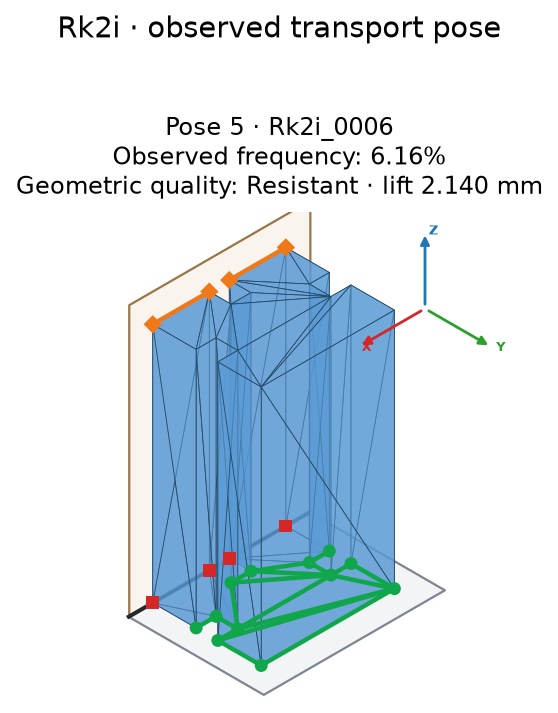 Rk2i · observed transport pose
Pose 5 · Rk2i_0006
Observed frequency: 6.16%
Geometric quality: Resistant · lift 2.140 mm
Z
X
Y